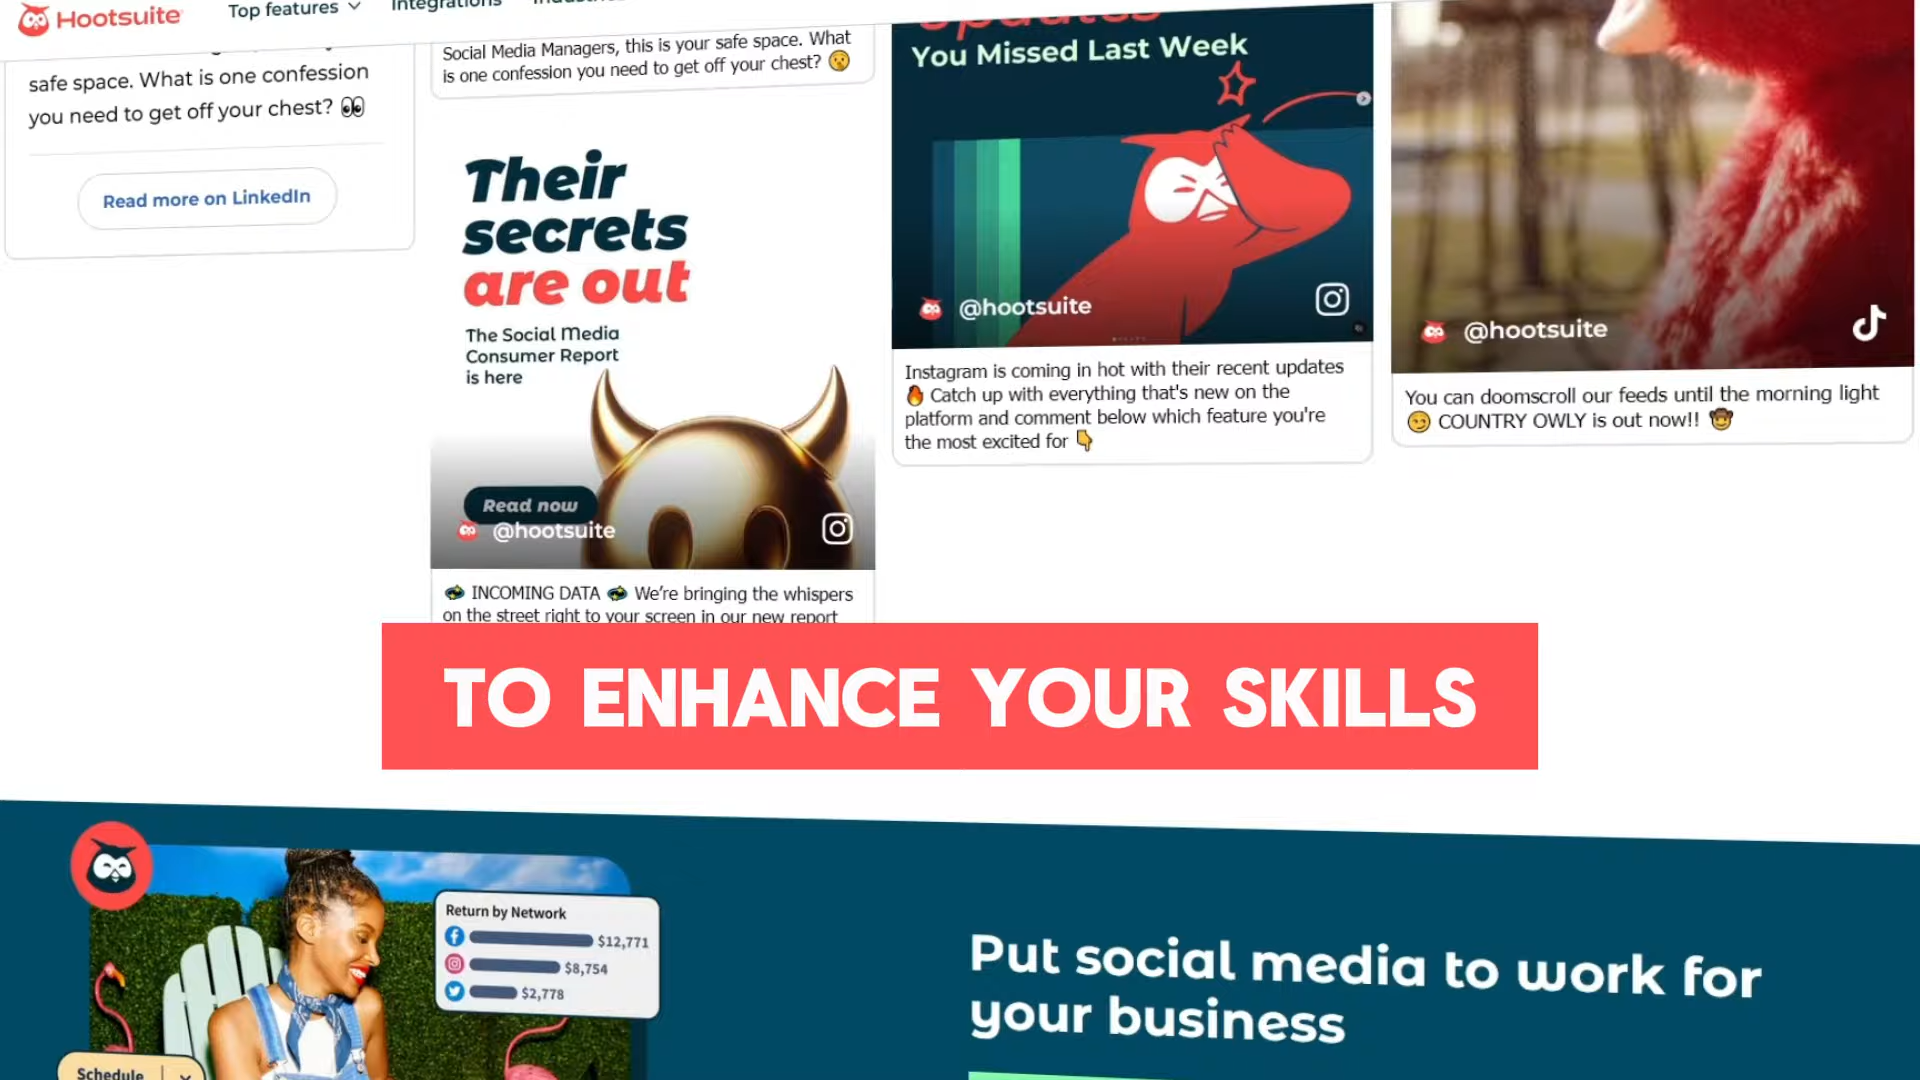 Hootsuite
Top features
Integrations
safe space. What is one confession
you need to get off your chest? 👀
Read more on LinkedIn
Social Media Managers, this is your safe space. What
is one confession you need to get off your chest? 🤫
Their
secrets
are out
The Social Media
Consumer Report
is here
Read now
@hootsuite
INCOMING DATA We're bringing the whispers
on the street right to your screen in our new report
Updates
You Missed Last Week
@hootsuite
Instagram is coming in hot with their recent updates
🔥 Catch up with everything that's new on the
platform and comment below which feature you're
the most excited for 👇
@hootsuite
You can doomscroll our feeds until the morning light
😏 COUNTRY OWLY is out now!! 🤠
TO ENHANCE YOUR SKILLS
Return by Network
$12,771
$8,754
$2,778
Schedule
Put social media to work for
your business